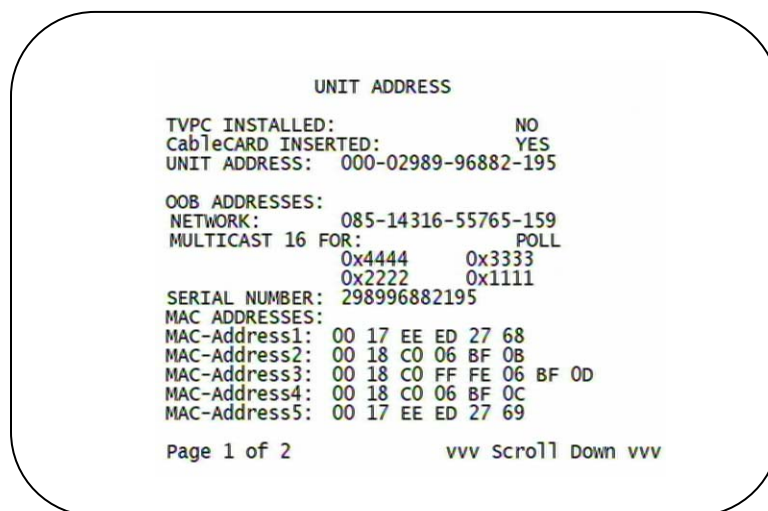 UNIT ADDRESS
TVPC INSTALLED: NO
CableCARD INSERTED: YES
UNIT ADDRESS: 000-02989-96882-195
OOB ADDRESSES:
NETWORK: 085-14316-55765-159
MULTICAST 16 FOR: POLL
0x4444 0x3333
0x2222 0x1111
SERIAL NUMBER: 298996882195
MAC ADDRESSES:
MAC-Address1: 00 17 EE ED 27 68
MAC-Address2: 00 18 C0 06 BF 0B
MAC-Address3: 00 18 C0 FF FE 06 BF 0D
MAC-Address4: 00 18 C0 06 BF 0C
MAC-Address5: 00 17 EE ED 27 69
Page 1 of 2 vvv Scroll Down vvv